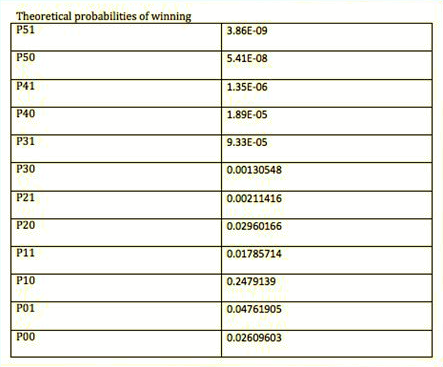 Theoretical probabilities of winning
P51 3.86E-09
P50 5.41E-08
P41 1.35E-06
P40 1.89E-05
P31 9.33E-05
P30 0.00130548
P21 0.00211416
P20 0.02960166
P11 0.01785714
P10 0.2479139
P01 0.04761905
P00 0.02609603